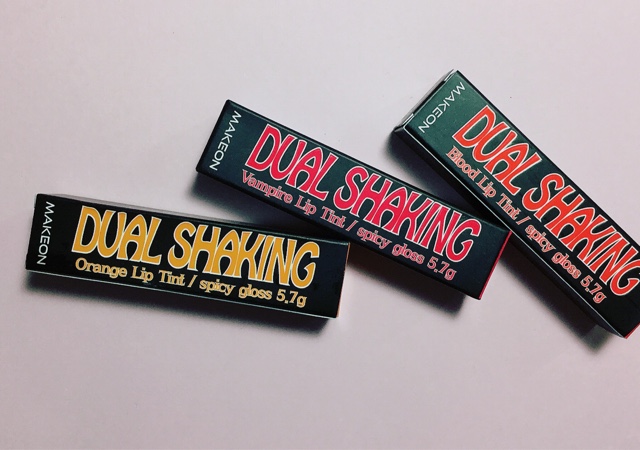 MAKEON
DUAL SHAKING
Orange Lip Tint / spicy gloss 5,7g
MAKEON
DUAL SHAKING
Vampire Lip Tint / spicy gloss 5,7g
MAKEON
DUAL SHAKING
Blood Lip Tint / spicy gloss 5,7g